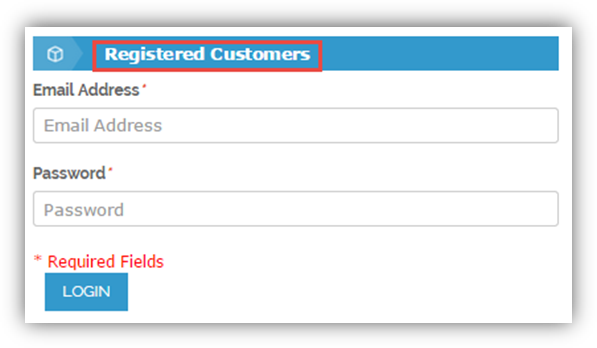 Registered Customers
Email Address*
Email Address
Password*
Password
* Required Fields
LOGIN